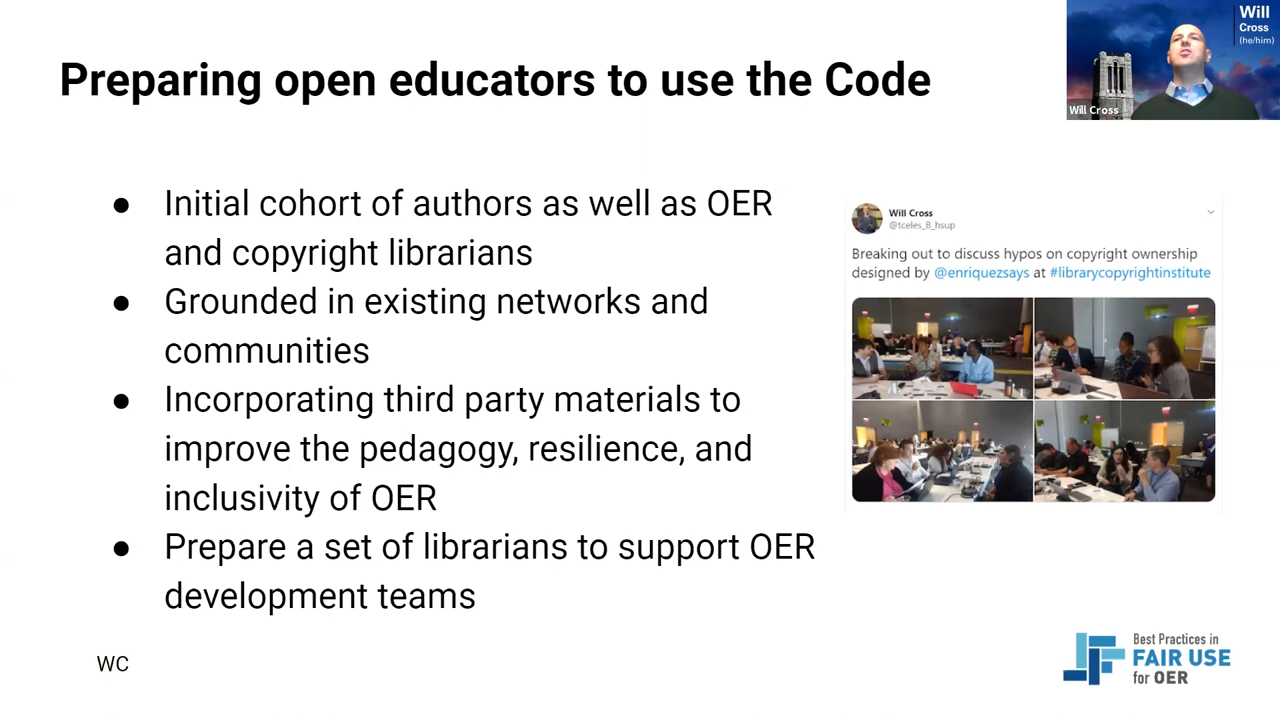 Preparing open educators to use the Code
Will
Cross
(he/him)
Will Cross
● Initial cohort of authors as well as OER
and copyright librarians
● Grounded in existing networks and
communities
● Incorporating third party materials to
improve the pedagogy, resilience, and
inclusivity of OER
● Prepare a set of librarians to support OER
development teams
Will Cross
@tceles_B_hsup
Breaking out to discuss hypos on copyright ownership
designed by @enriquezsays at #librarycopyrightinstitute
WC
Best Practices in
FAIR USE
for OER